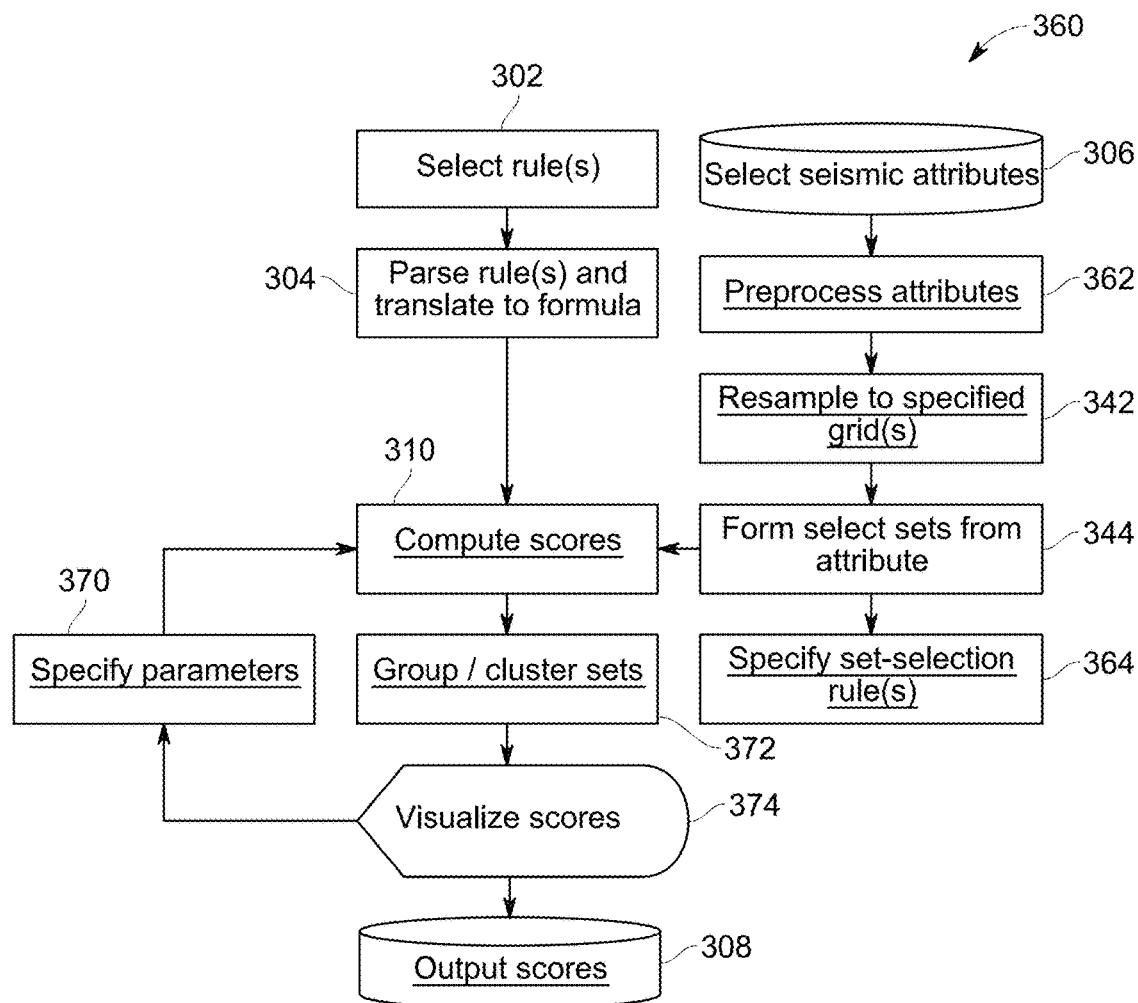 360
302
Select rule(s)
Select seismic attributes
306
304
Parse rule(s) and
translate to formula
Preprocess attributes
362
Resample to specified
grid(s)
342
310
Compute scores
Form select sets from
attribute
344
370
Specify parameters
Group / cluster sets
372
Specify set-selection
rule(s)
364
Visualize scores
374
Output scores
308